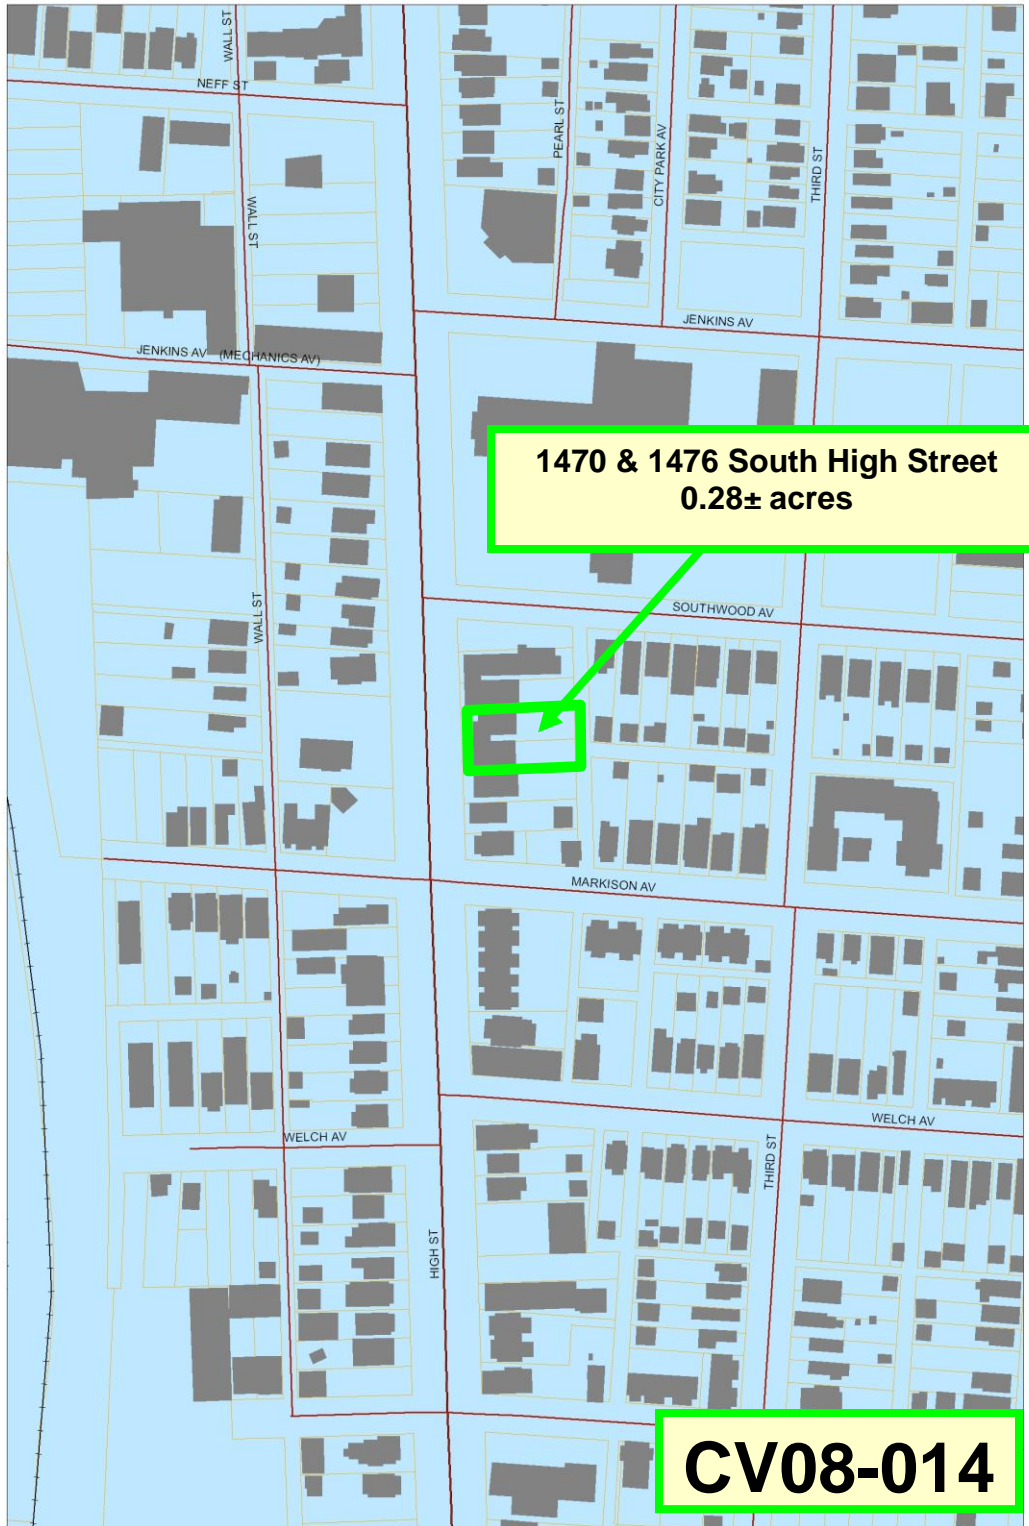 WALL ST
NEFF ST
PEARL ST
CITY PARK AV
THIRD ST
WALL ST
JENKINS AV
JENKINS AV (MECHANICS AV)
1470 & 1476 South High Street
0.28± acres
WALL ST
SOUTHWOOD AV
MARKISON AV
WELCH AV
WELCH AV
THIRD ST
HIGH ST
CV08-014